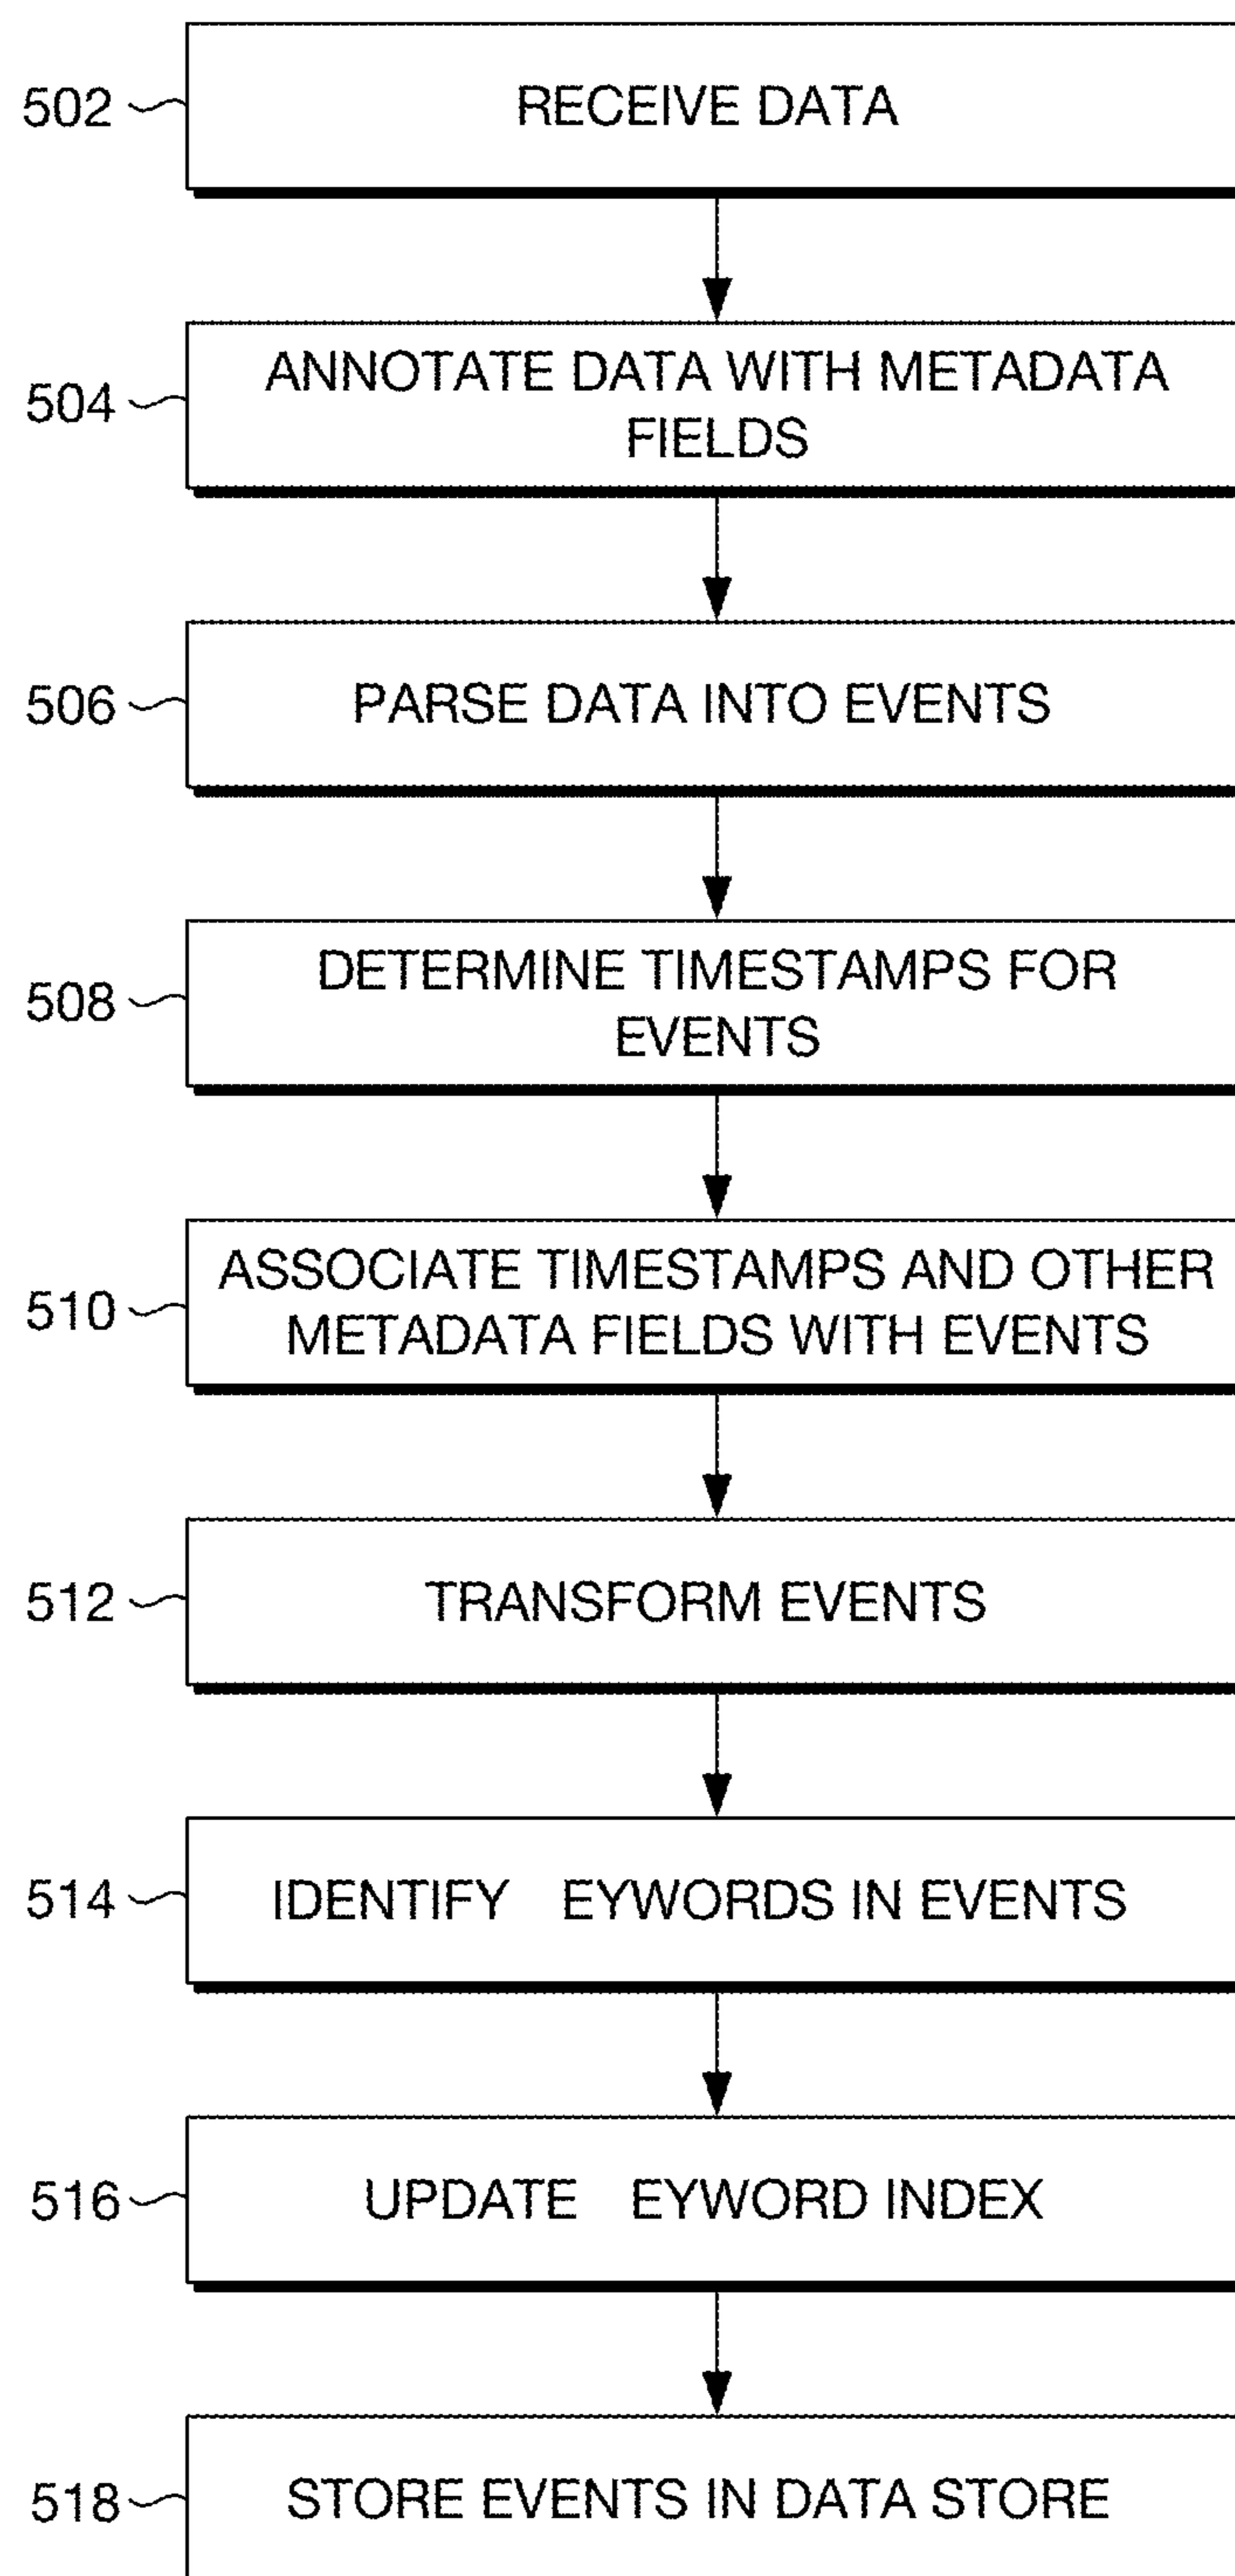 502 RECEIVE DATA
504 ANNOTATE DATA WITH METADATA
FIELDS
506 PARSE DATA INTO EVENTS
508 DETERMINE TIMESTAMPS FOR
EVENTS
510 ASSOCIATE TIMESTAMPS AND OTHER
METADATA FIELDS WITH EVENTS
512 TRANSFORM EVENTS
514 IDENTIFY EYWORDS IN EVENTS
516 UPDATE EYWORD INDEX
518 STORE EVENTS IN DATA STORE